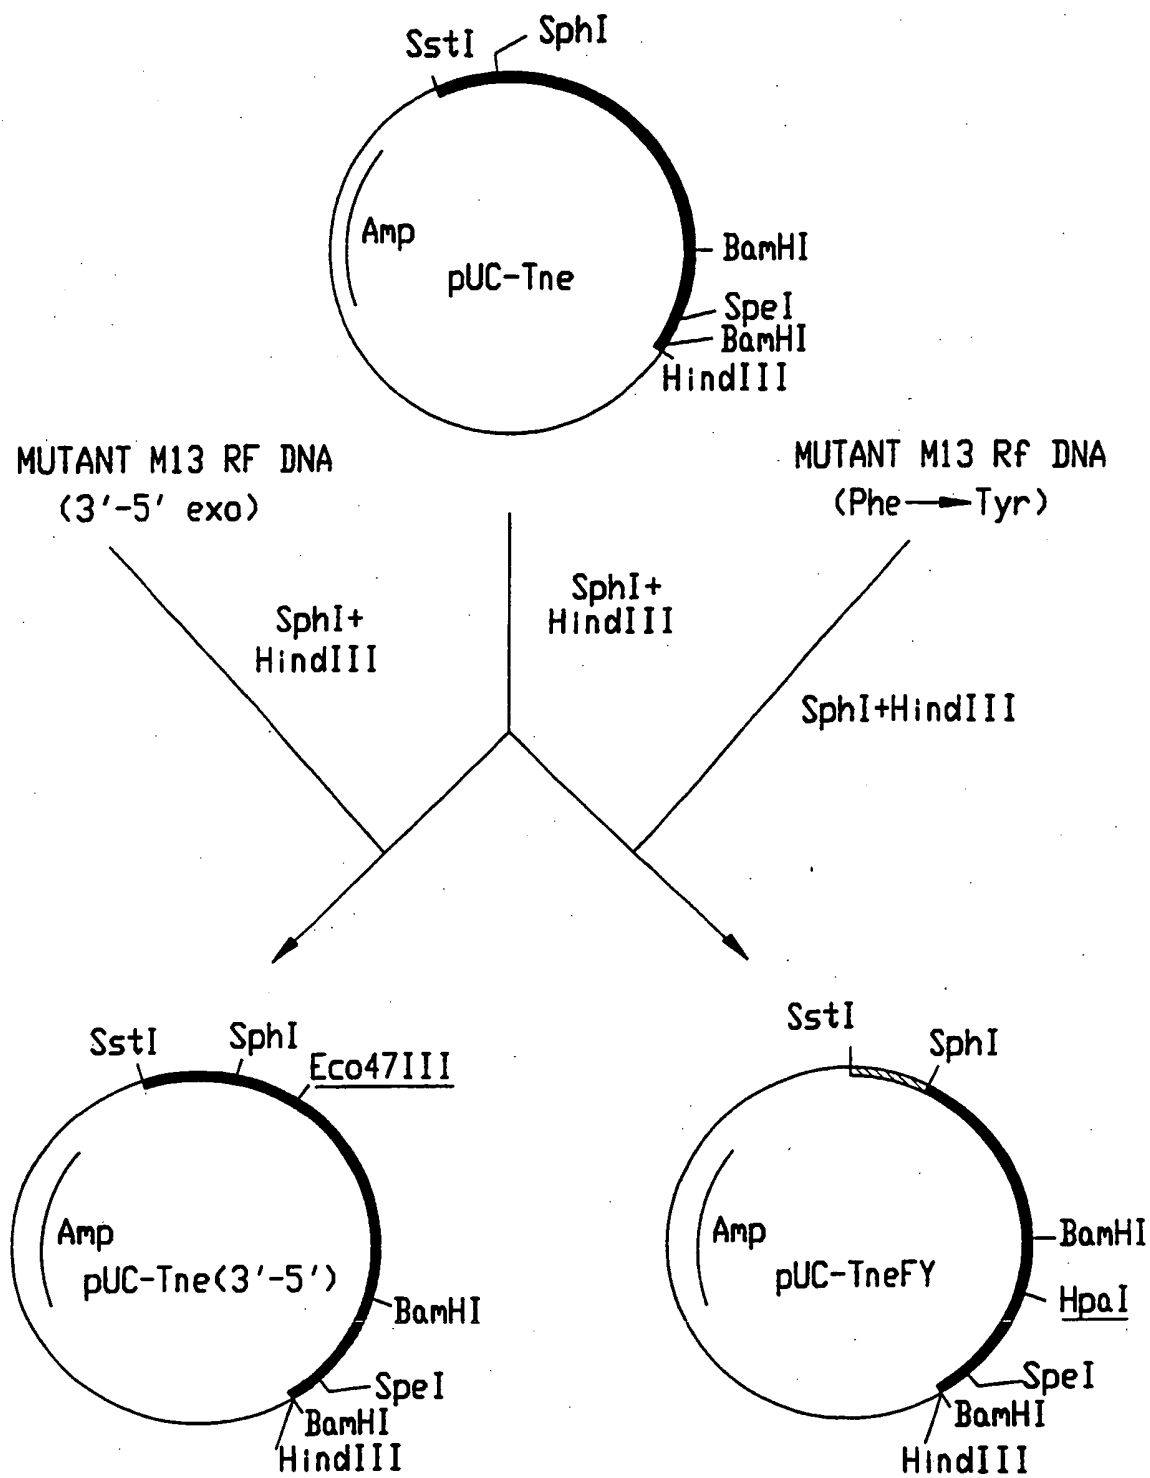 SstI
SphI
Amp
pUC-Tne
BamHI
SpeI
BamHI
HindIII
MUTANT M13 RF DNA
(3'-5' exo)
MUTANT M13 Rf DNA
(Phe→Tyr)
SphI+
HindIII
SphI+
HindIII
SphI+HindIII
SstI
SphI
Eco47III
Amp
pUC-Tne(3'-5')
BamHI
SpeI
BamHI
HindIII
SstI
SphI
Amp
pUC-TneFY
BamHI
HpaI
SpeI
BamHI
HindIII